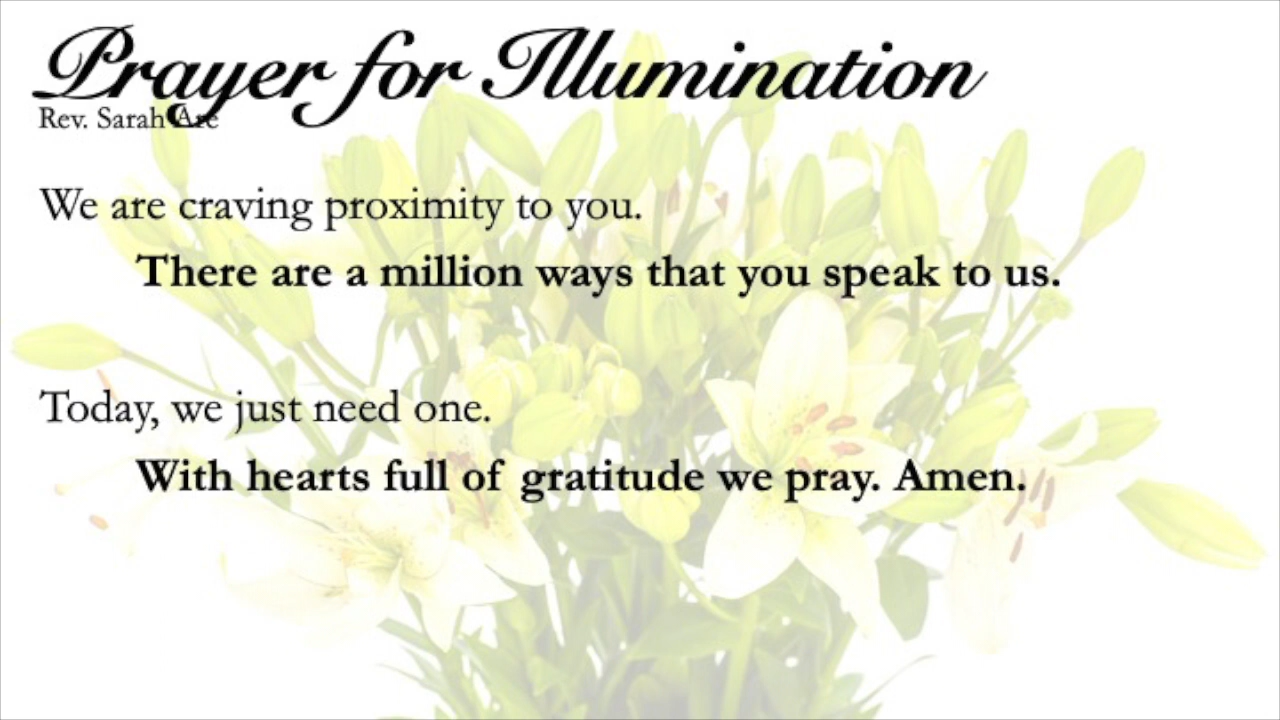 Prayer for Illumination
Rev. Sarah Are
We are craving proximity to you.
There are a million ways that you speak to us.
Today, we just need one.
With hearts full of gratitude we pray. Amen.